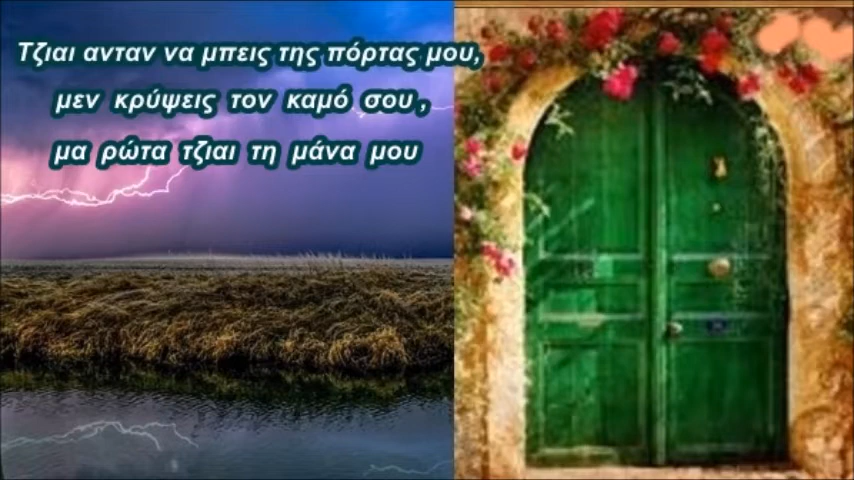 Τζιαι ανταν να μπεις της πόρτας μου,
μεν κρύψεις τον καμό σου ,
μα ρώτα τζιαι τη μάνα μου